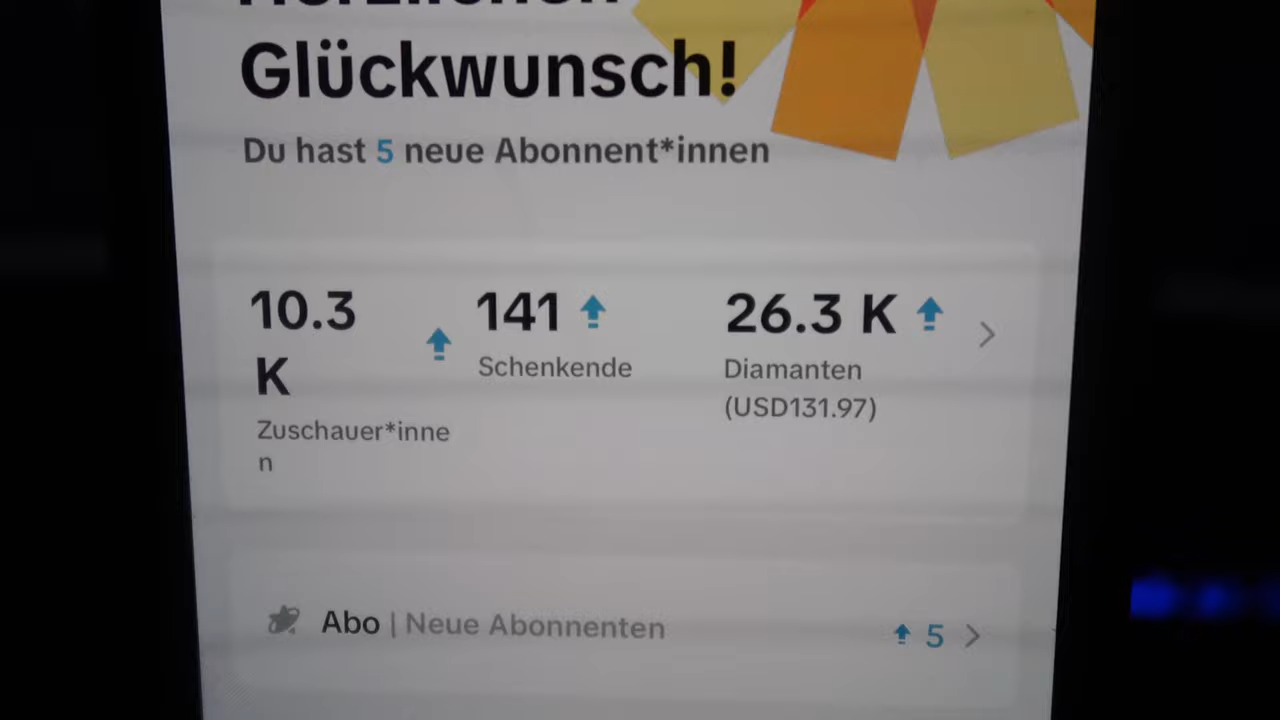 Herzlichen
Glückwunsch!
Du hast 5 neue Abonnent*innen
10.3
K
Zuschauer*inne
n
141
Schenkende
26.3 K
Diamanten
(USD131.97)
Abo | Neue Abonnenten
5